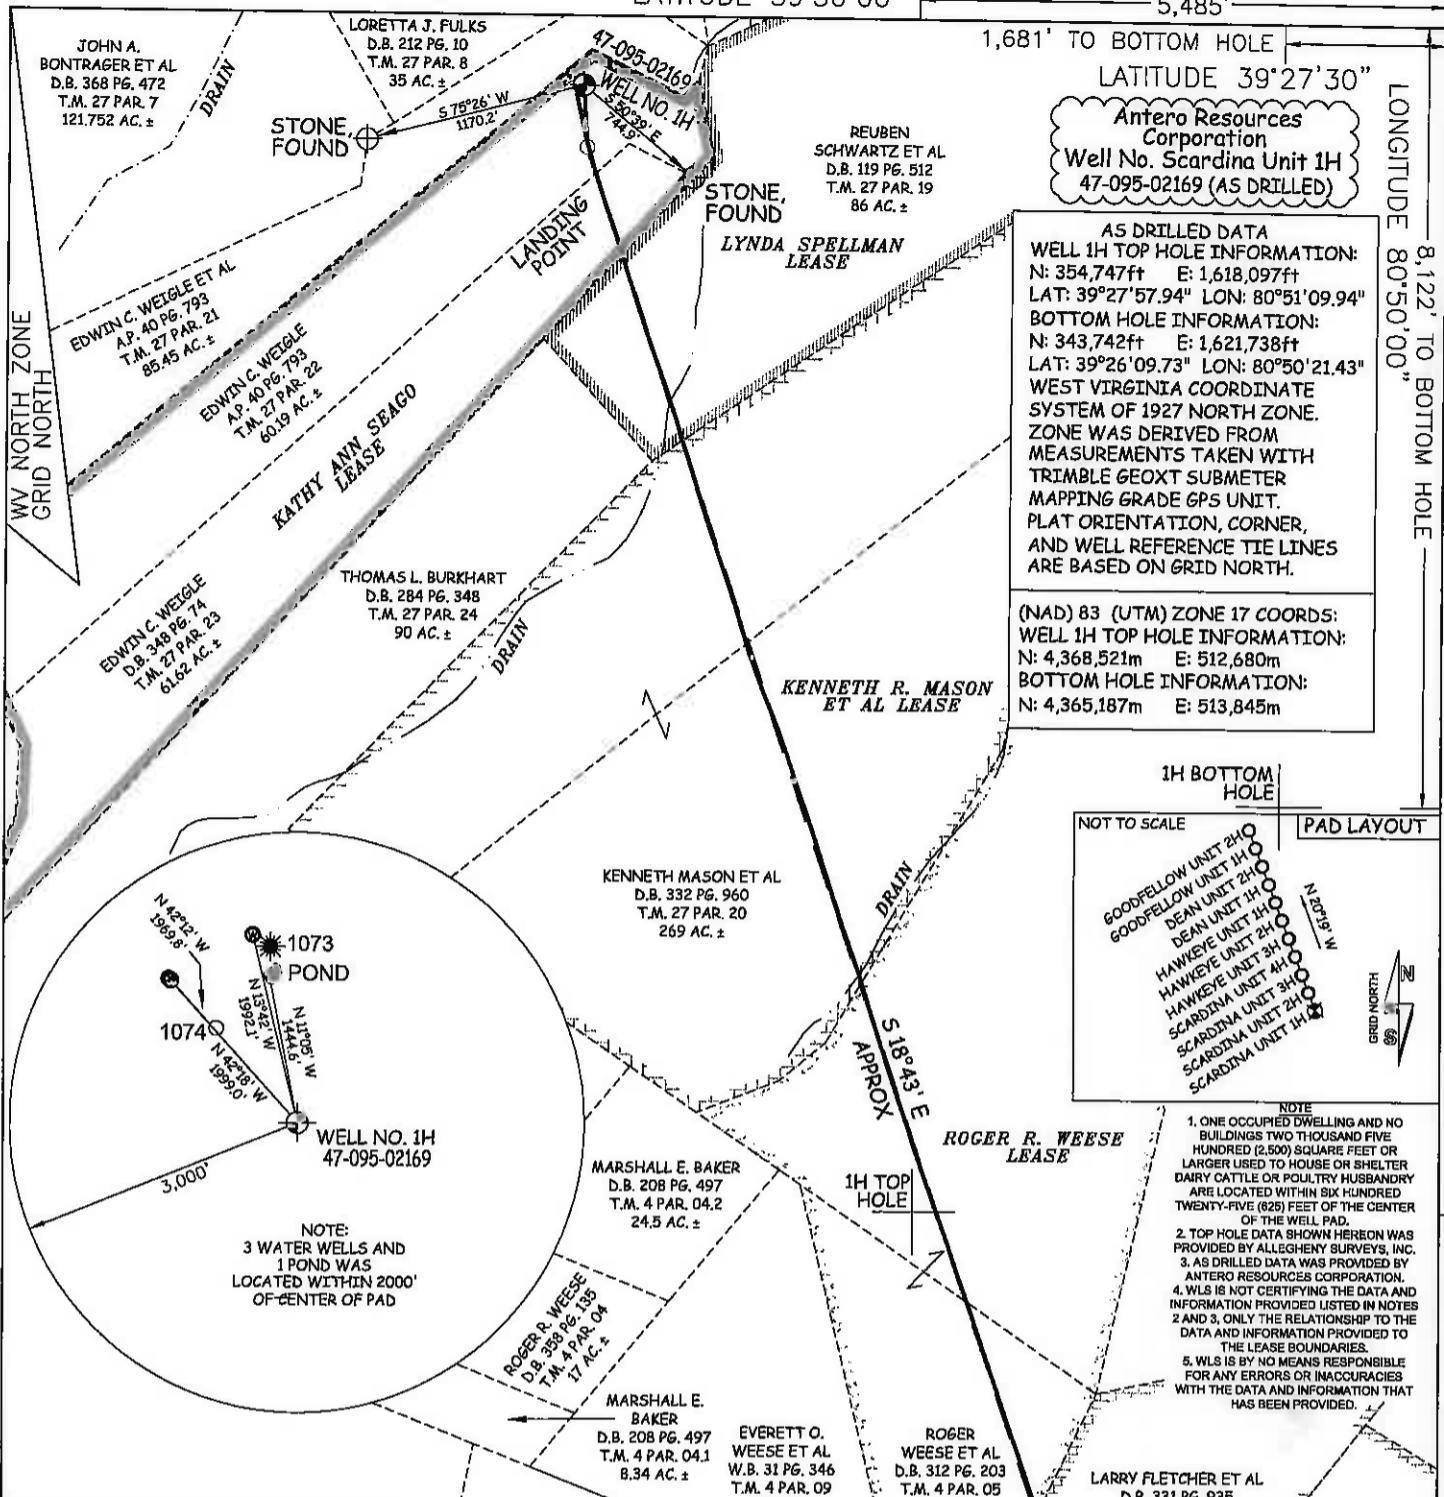 LATITUDE 39°30'00"
5,485'
1,681' TO BOTTOM HOLE
LATITUDE 39°27'30"
LONGITUDE 80°50'00"
8,122' TO BOTTOM HOLE
Antero Resources
Corporation
Well No. Scardina Unit 1H
47-095-02169 (AS DRILLED)
JOHN A.
BONTRAGER ET AL
D.B. 368 PG. 472
T.M. 27 PAR. 7
121.752 AC. ±
DRAIN
LORETTA J. FULKS
D.B. 212 PG. 10
T.M. 27 PAR. 8
35 AC. ±
47-095-02169
WELL NO. 1H
S 75°26' W
1170.2'
S 50°39' E
744.9'
STONE,
FOUND
STONE,
FOUND
REUBEN
SCHWARTZ ET AL
D.B. 119 PG. 512
T.M. 27 PAR. 19
86 AC. ±
LYNDA SPELLMAN
LEASE
LANDING
POINT
AS DRILLED DATA
WELL 1H TOP HOLE INFORMATION:
N: 354,747ft E: 1,618,097ft
LAT: 39°27'57.94" LON: 80°51'09.94"
BOTTOM HOLE INFORMATION:
N: 343,742ft E: 1,621,738ft
LAT: 39°26'09.73" LON: 80°50'21.43"
WEST VIRGINIA COORDINATE
SYSTEM OF 1927 NORTH ZONE.
ZONE WAS DERIVED FROM
MEASUREMENTS TAKEN WITH
TRIMBLE GEOXT SUBMETER
MAPPING GRADE GPS UNIT.
PLAT ORIENTATION, CORNER,
AND WELL REFERENCE TIE LINES
ARE BASED ON GRID NORTH.
(NAD) 83 (UTM) ZONE 17 COORDS:
WELL 1H TOP HOLE INFORMATION:
N: 4,368,521m E: 512,680m
BOTTOM HOLE INFORMATION:
N: 4,365,187m E: 513,845m
WV NORTH ZONE
GRID NORTH
EDWIN C. WEIGLE ET AL
A.P. 40 PG. 793
T.M. 27 PAR. 21
85.45 AC. ±
EDWIN C. WEIGLE
A.P. 40 PG. 793
T.M. 27 PAR. 22
60.19 AC. ±
KATHY ANN SEAGO
LEASE
EDWIN C. WEIGLE
D.B. 348 PG. 74
T.M. 27 PAR. 23
61.62 AC. ±
THOMAS L. BURKHART
D.B. 284 PG. 348
T.M. 27 PAR. 24
90 AC. ±
DRAIN
KENNETH R. MASON
ET AL LEASE
1H BOTTOM
HOLE
NOT TO SCALE
PAD LAYOUT
GOODFELLOW UNIT 2H
GOODFELLOW UNIT 1H
DEAN UNIT 2H
DEAN UNIT 1H
HAWKEYE UNIT 1H
HAWKEYE UNIT 2H
HAWKEYE UNIT 3H
SCARDINA UNIT 4H
SCARDINA UNIT 3H
SCARDINA UNIT 2H
SCARDINA UNIT 1H
N 20°19' W
GRID NORTH
N
S
KENNETH MASON ET AL
D.B. 332 PG. 960
T.M. 27 PAR. 20
269 AC. ±
DRAIN
N 42°12' W
1969.8'
1073
POND
1074
N 13°42' W
1992.1'
N 11°05' W
1444.6'
N 42°18' W
1999.0'
WELL NO. 1H
47-095-02169
3,000'
NOTE:
3 WATER WELLS AND
1 POND WAS
LOCATED WITHIN 2000'
OF CENTER OF PAD
S 18°43' E
APPROX
ROGER R. WEESE
LEASE
1H TOP
HOLE
MARSHALL E. BAKER
D.B. 208 PG. 497
T.M. 4 PAR. 04.2
24.5 AC. ±
ROGER R. WEESE
D.B. 358 PG. 135
T.M. 4 PAR. 04
17 AC. ±
MARSHALL E.
BAKER
D.B. 208 PG. 497
T.M. 4 PAR. 04.1
8.34 AC. ±
EVERETT O.
WEESE ET AL
W.B. 31 PG. 346
T.M. 4 PAR. 09
ROGER
WEESE ET AL
D.B. 312 PG. 203
T.M. 4 PAR. 05
LARRY FLETCHER ET AL
D.B. 331 PG. 935
NOTE
1. ONE OCCUPIED DWELLING AND NO
BUILDINGS TWO THOUSAND FIVE
HUNDRED (2,500) SQUARE FEET OR
LARGER USED TO HOUSE OR SHELTER
DAIRY CATTLE OR POULTRY HUSBANDRY
ARE LOCATED WITHIN SIX HUNDRED
TWENTY-FIVE (625) FEET OF THE CENTER
OF THE WELL PAD.
2. TOP HOLE DATA SHOWN HEREON WAS
PROVIDED BY ALLEGHENY SURVEYS, INC.
3. AS DRILLED DATA WAS PROVIDED BY
ANTERO RESOURCES CORPORATION.
4. WLS IS NOT CERTIFYING THE DATA AND
INFORMATION PROVIDED LISTED IN NOTES
2 AND 3, ONLY THE RELATIONSHIP TO THE
DATA AND INFORMATION PROVIDED TO
THE LEASE BOUNDARIES.
5. WLS IS BY NO MEANS RESPONSIBLE
FOR ANY ERRORS OR INACCURACIES
WITH THE DATA AND INFORMATION THAT
HAS BEEN PROVIDED.